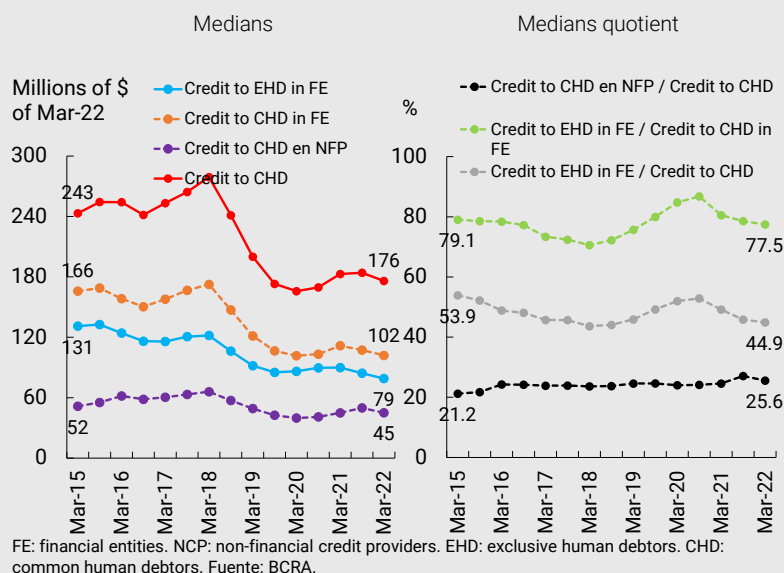 Medians
Millions of $
of Mar-22
Credit to EHD in FE
Credit to CHD in FE
Credit to CHD en NFP
Credit to CHD
300
240
180
120
60
0
243
166
131
52
176
102
79
45
Mar-15
Mar-16
Mar-17
Mar-18
Mar-19
Mar-20
Mar-21
Mar-22
Medians quotient
%
Credit to CHD en NFP / Credit to CHD
Credit to EHD in FE / Credit to CHD in
FE
Credit to EHD in FE / Credit to CHD
100
80
60
40
20
0
79.1
53.9
21.2
77.5
44.9
25.6
Mar-15
Mar-16
Mar-17
Mar-18
Mar-19
Mar-20
Mar-21
Mar-22
FE: financial entities. NCP: non-financial credit providers. EHD: exclusive human debtors. CHD:
common human debtors. Fuente: BCRA.